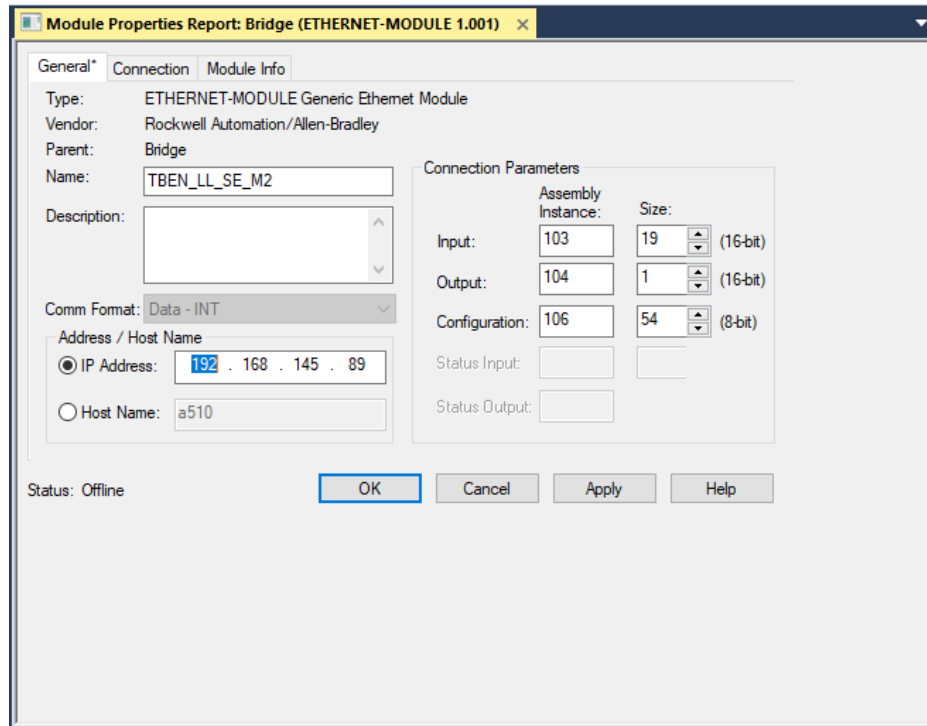 Module Properties Report: Bridge (ETHERNET-MODULE 1.001) ×
General* Connection Module Info
Type: ETHERNET-MODULE Generic Ethernet Module
Vendor: Rockwell Automation/Allen-Bradley
Parent: Bridge
Name: TBEN_LL_SE_M2
Description:
Comm Format: Data - INT
Address / Host Name
IP Address: 192 . 168 . 145 . 89
Host Name: a510
Connection Parameters
Assembly Instance: Size:
Input: 103 19 (16-bit)
Output: 104 1 (16-bit)
Configuration: 106 54 (8-bit)
Status Input:
Status Output:
Status: Offline
OK Cancel Apply Help